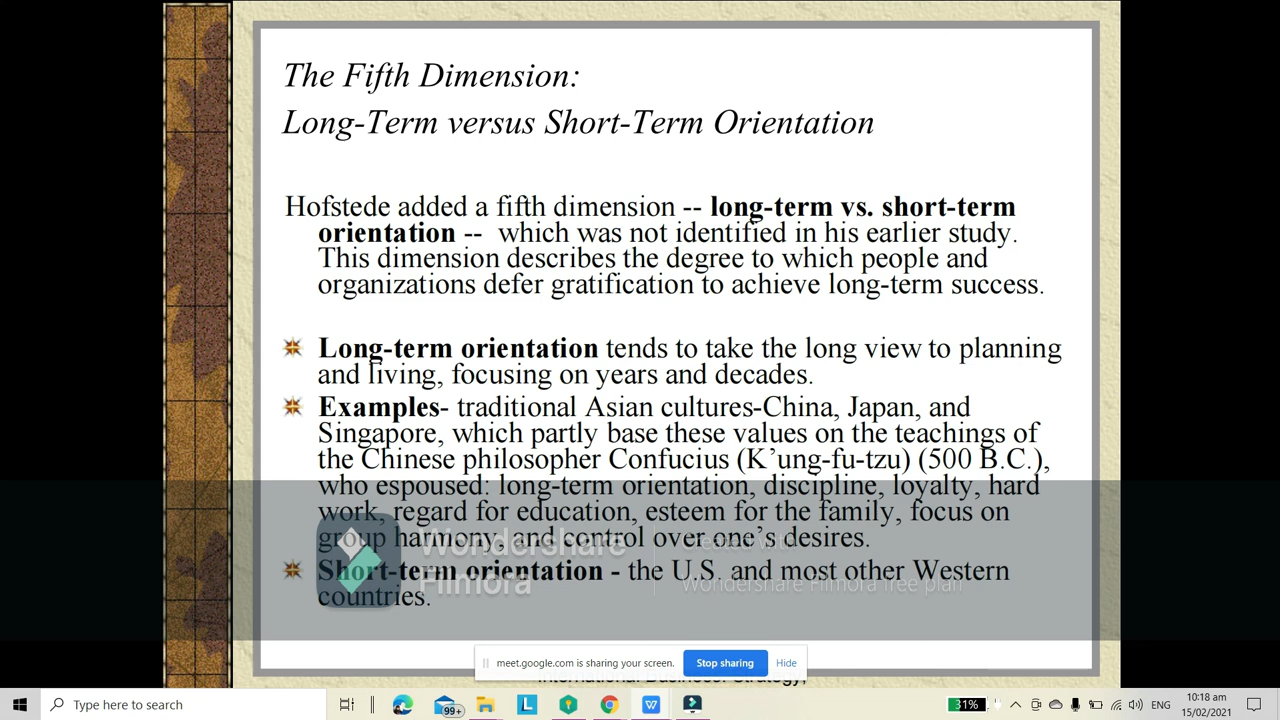 The Fifth Dimension:
Long-Term versus Short-Term Orientation
Hofstede added a fifth dimension -- long-term vs. short-term
orientation -- which was not identified in his earlier study.
This dimension describes the degree to which people and
organizations defer gratification to achieve long-term success.
Long-term orientation tends to take the long view to planning
and living, focusing on years and decades.
Examples- traditional Asian cultures-China, Japan, and
Singapore, which partly base these values on the teachings of
the Chinese philosopher Confucius (K’ung-fu-tzu) (500 B.C.),
who espoused: long-term orientation, discipline, loyalty, hard
work, regard for education, esteem for the family, focus on
group harmony, and control over one’s desires.
Short-term orientation - the U.S. and most other Western
countries.
Wondershare
Filmora
Created with
Wondershare Filmora free plan
meet.google.com is sharing your screen.
Stop sharing
Hide
International Business: Strategy,
Type here to search
99+
31%
ENG
10:18 am
15/02/2021